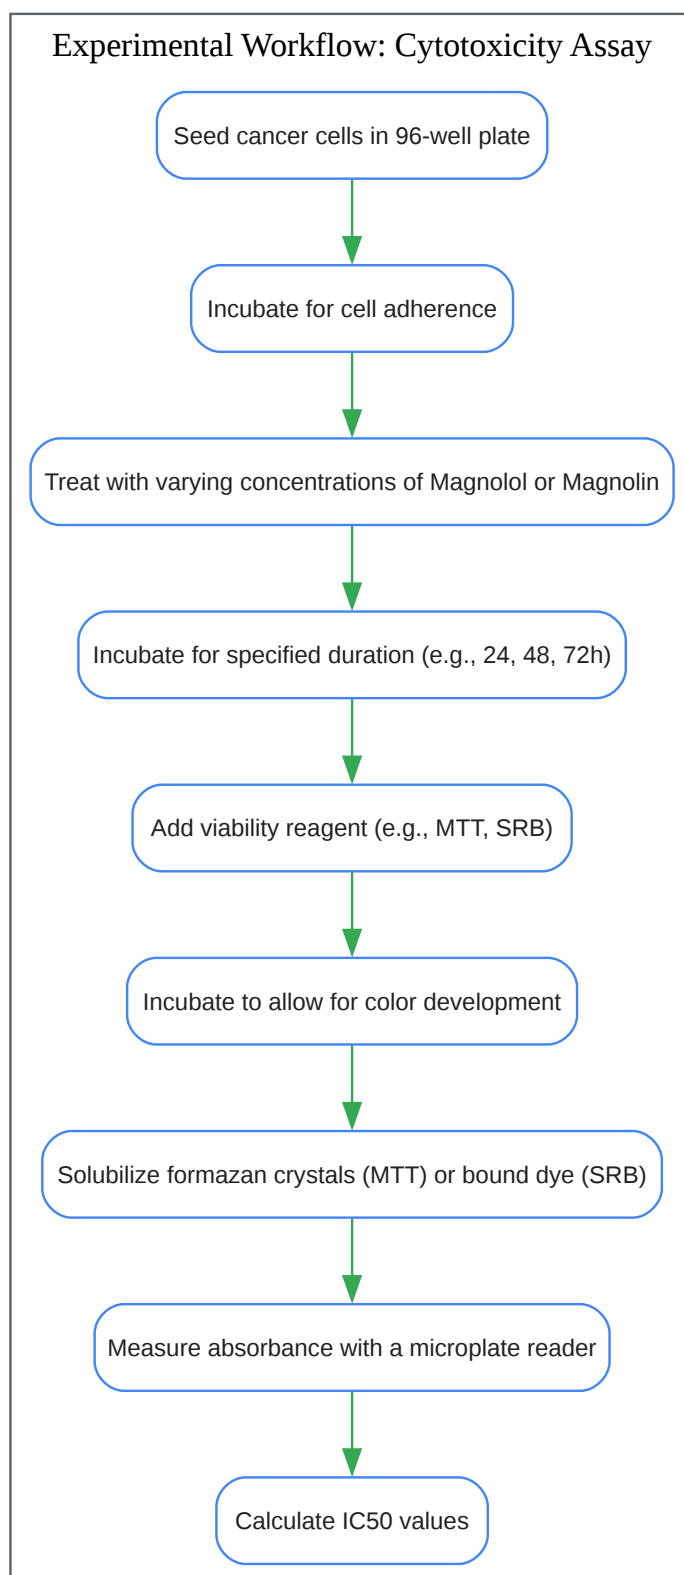 Experimental Workflow: Cytotoxicity Assay
Seed cancer cells in 96-well plate
Incubate for cell adherence
Treat with varying concentrations of Magnolol or Magnolin
Incubate for specified duration (e.g., 24, 48, 72h)
Add viability reagent (e.g., MTT, SRB)
Incubate to allow for color development
Solubilize formazan crystals (MTT) or bound dye (SRB)
Measure absorbance with a microplate reader
Calculate IC50 values